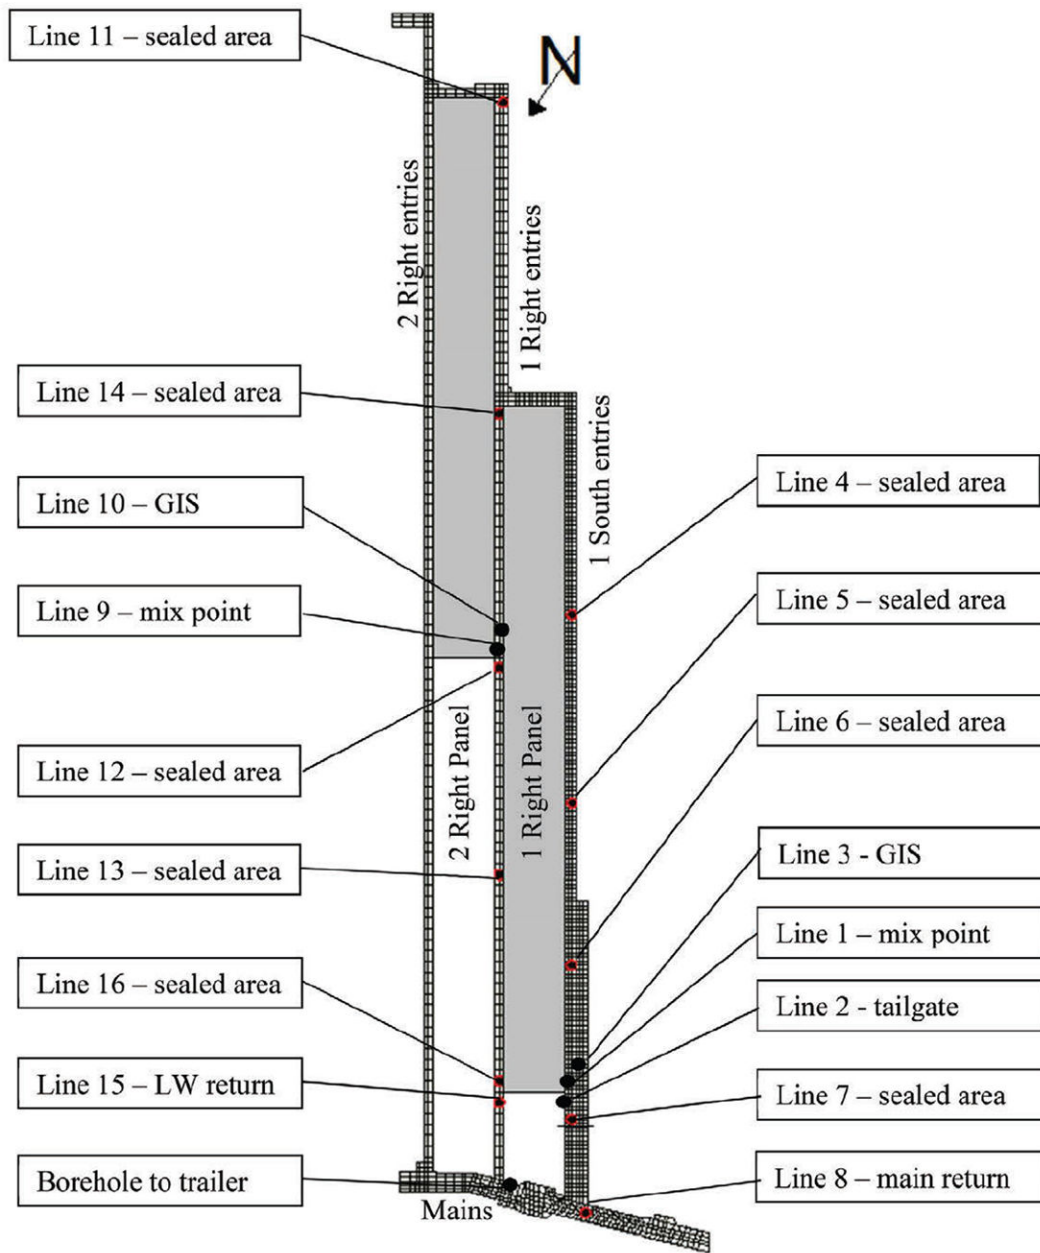 Line 11 – sealed area
N
2 Right entries
1 Right entries
Line 14 – sealed area
Line 10 – GIS
Line 9 – mix point
Line 12 – sealed area
Line 13 – sealed area
Line 16 – sealed area
Line 15 – LW return
Borehole to trailer
1 South entries
2 Right Panel
1 Right Panel
Mains
Line 4 – sealed area
Line 5 – sealed area
Line 6 – sealed area
Line 3 - GIS
Line 1 – mix point
Line 2 - tailgate
Line 7 – sealed area
Line 8 – main return